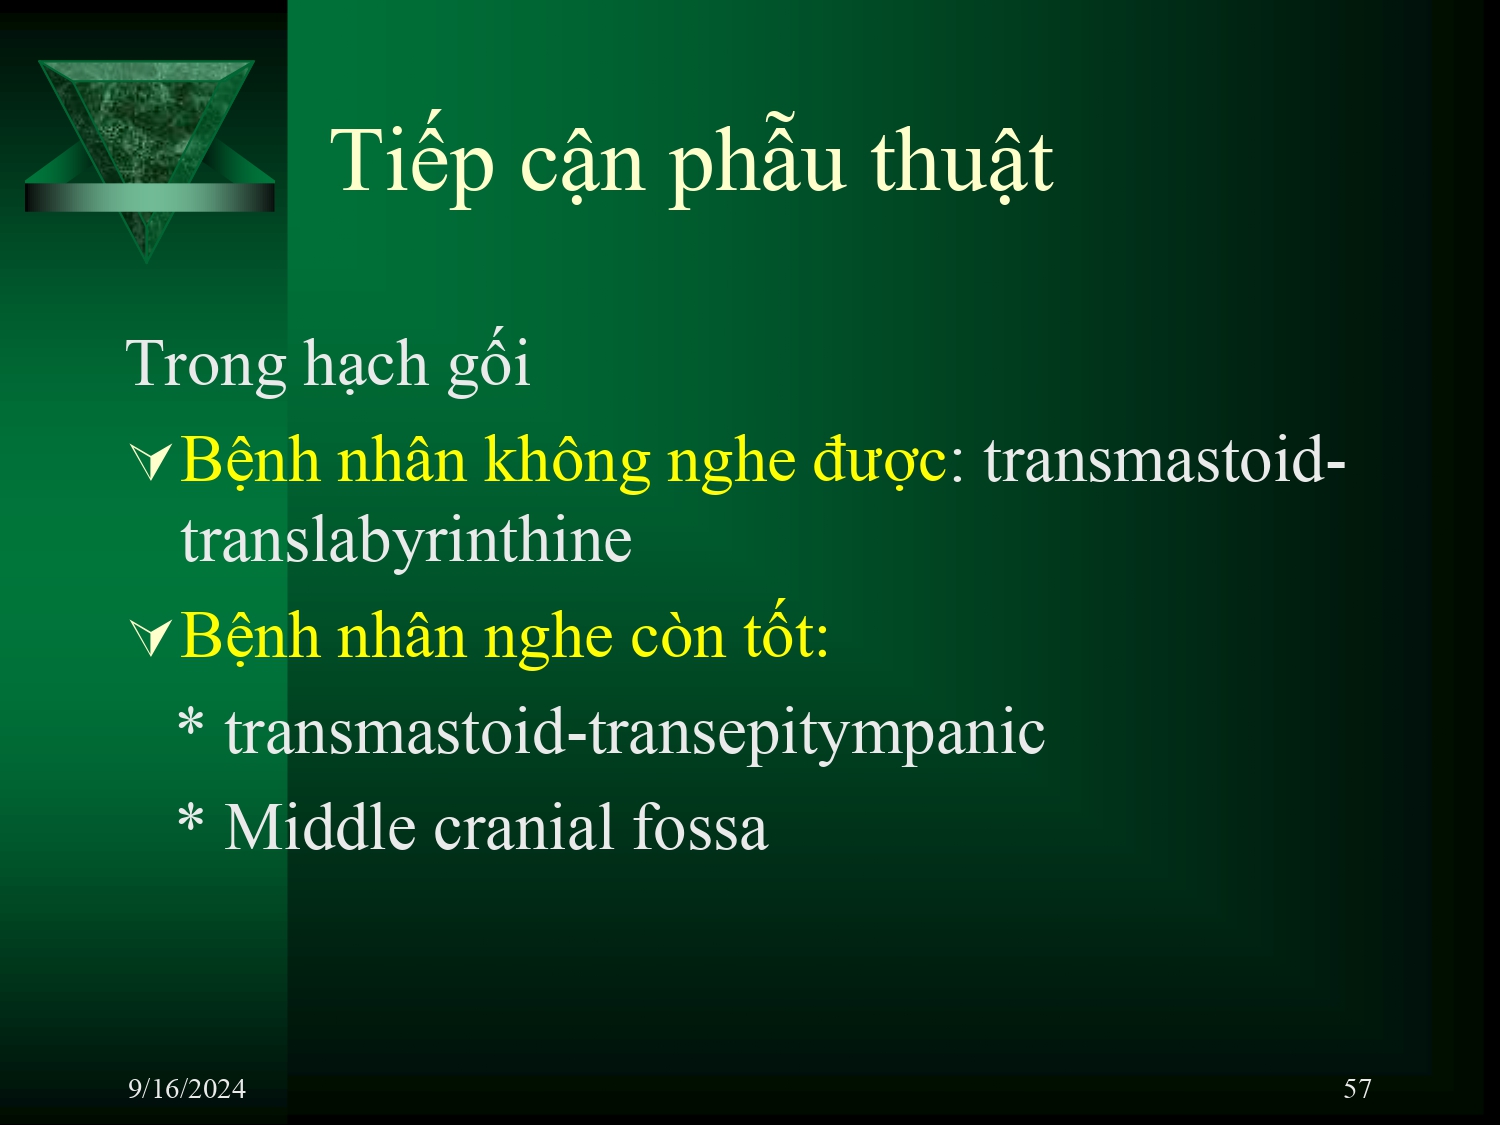 Tiếp cận phẫu thuật
Trong hạch gối
Bệnh nhân không nghe được: transmastoid-
translabyrinthine
Bệnh nhân nghe còn tốt:
* transmastoid-transepitympanic
* Middle cranial fossa
9/16/2024
57